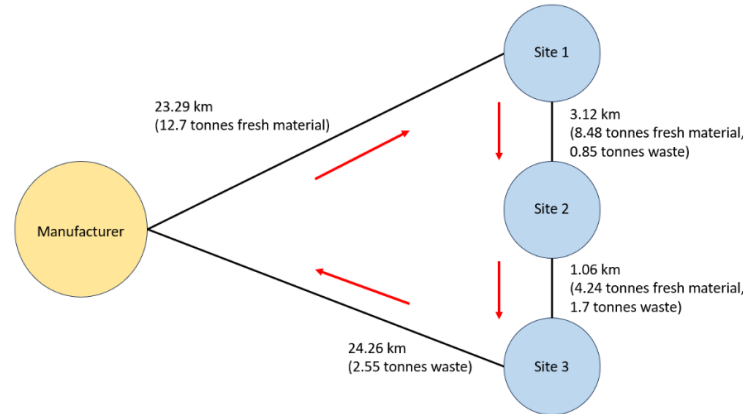 Site 1
23.29 km
(12.7 tonnes fresh material)
3.12 km
(8.48 tonnes fresh material,
0.85 tonnes waste)
Manufacturer
Site 2
1.06 km
(4.24 tonnes fresh material,
1.7 tonnes waste)
24.26 km
(2.55 tonnes waste)
Site 3